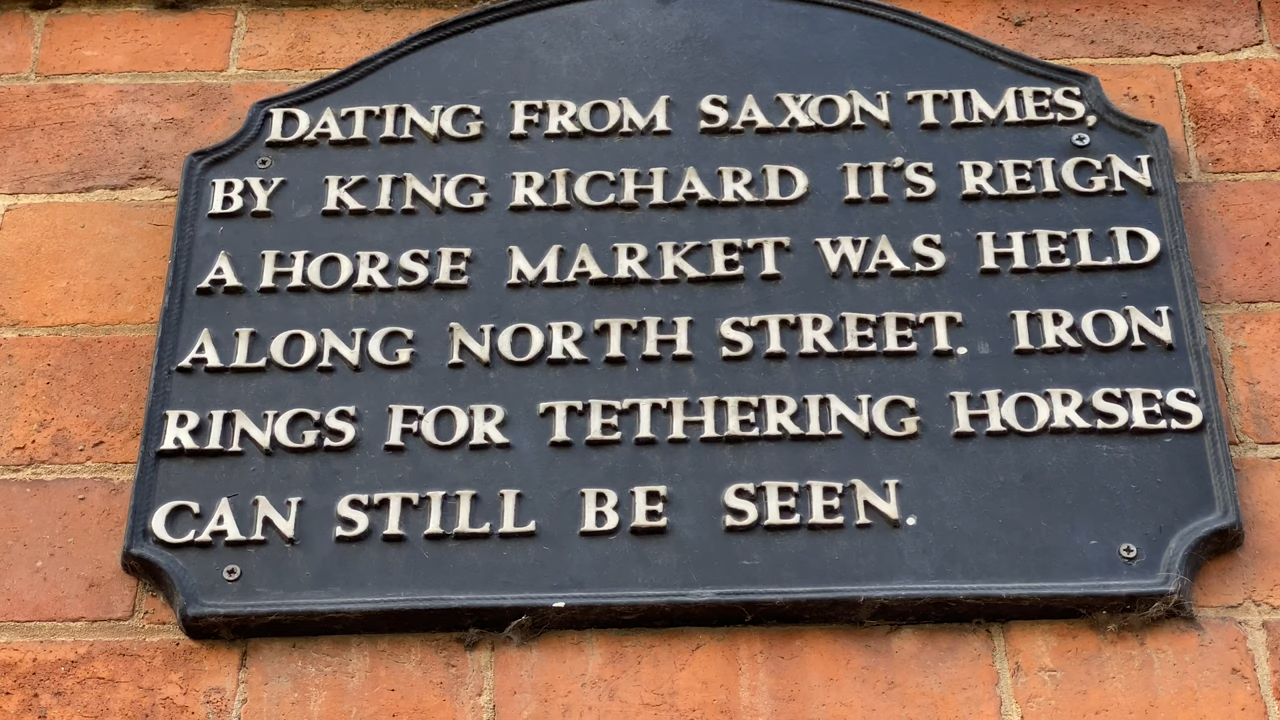 DATING FROM SAXON TIMES,
BY KING RICHARD II'S REIGN
A HORSE MARKET WAS HELD
ALONG NORTH STREET. IRON
RINGS FOR TETHERING HORSES
CAN STILL BE SEEN.